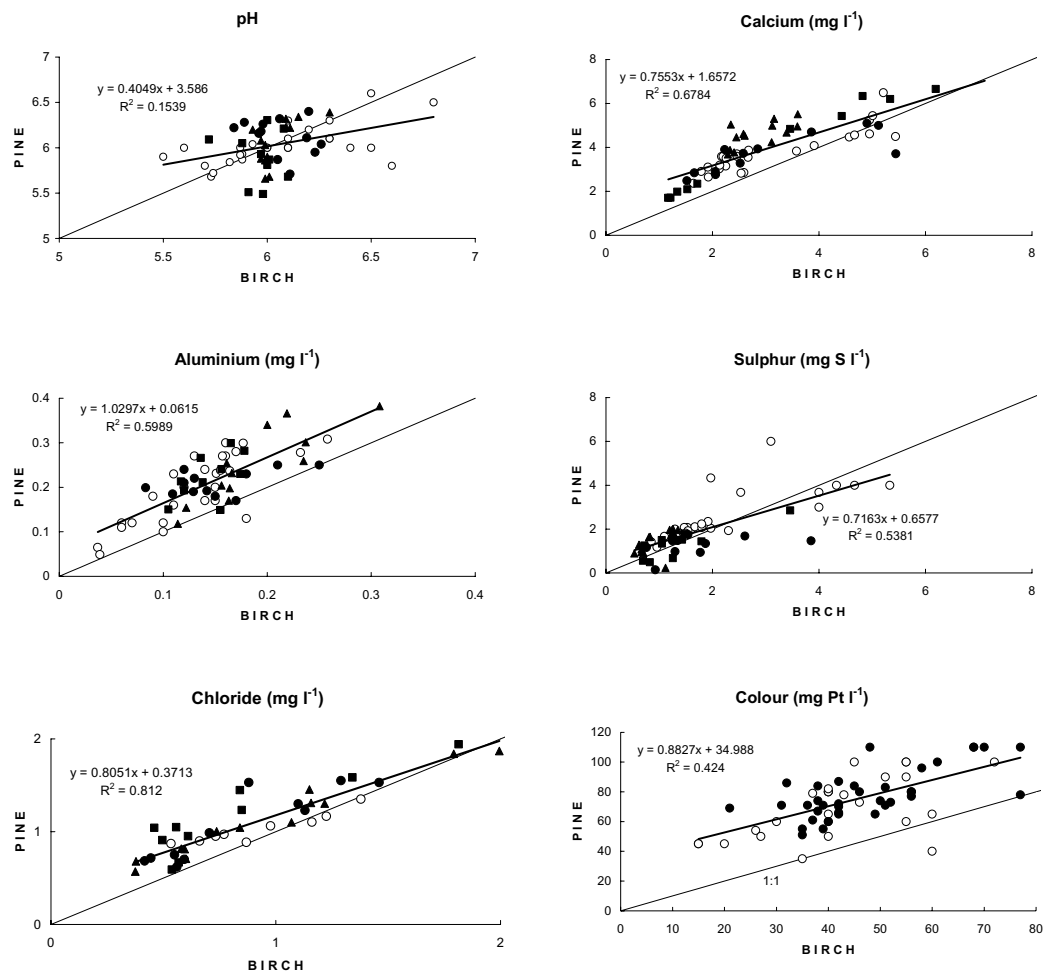 pH
7
6.5
6
5.5
5
5
5.5
6
6.5
7
PINE
BIRCH
y = 0.4049x + 3.586
R² = 0.1539
Calcium (mg l⁻¹)
8
6
4
2
0
0
2
4
6
8
PINE
BIRCH
y = 0.7553x + 1.6572
R² = 0.6784
Aluminium (mg l⁻¹)
0.4
0.3
0.2
0.1
0
0
0.1
0.2
0.3
0.4
PINE
BIRCH
y = 1.0297x + 0.0615
R² = 0.5989
Sulphur (mg S l⁻¹)
8
6
4
2
0
0
2
4
6
8
PINE
BIRCH
y = 0.7163x + 0.6577
R² = 0.5381
Chloride (mg l⁻¹)
2
1
0
0
1
2
PINE
BIRCH
y = 0.8051x + 0.3713
R² = 0.812
Colour (mg Pt l⁻¹)
120
100
80
60
40
20
0
0
10
20
30
40
50
60
70
80
PINE
BIRCH
y = 0.8827x + 34.988
R² = 0.424
1:1